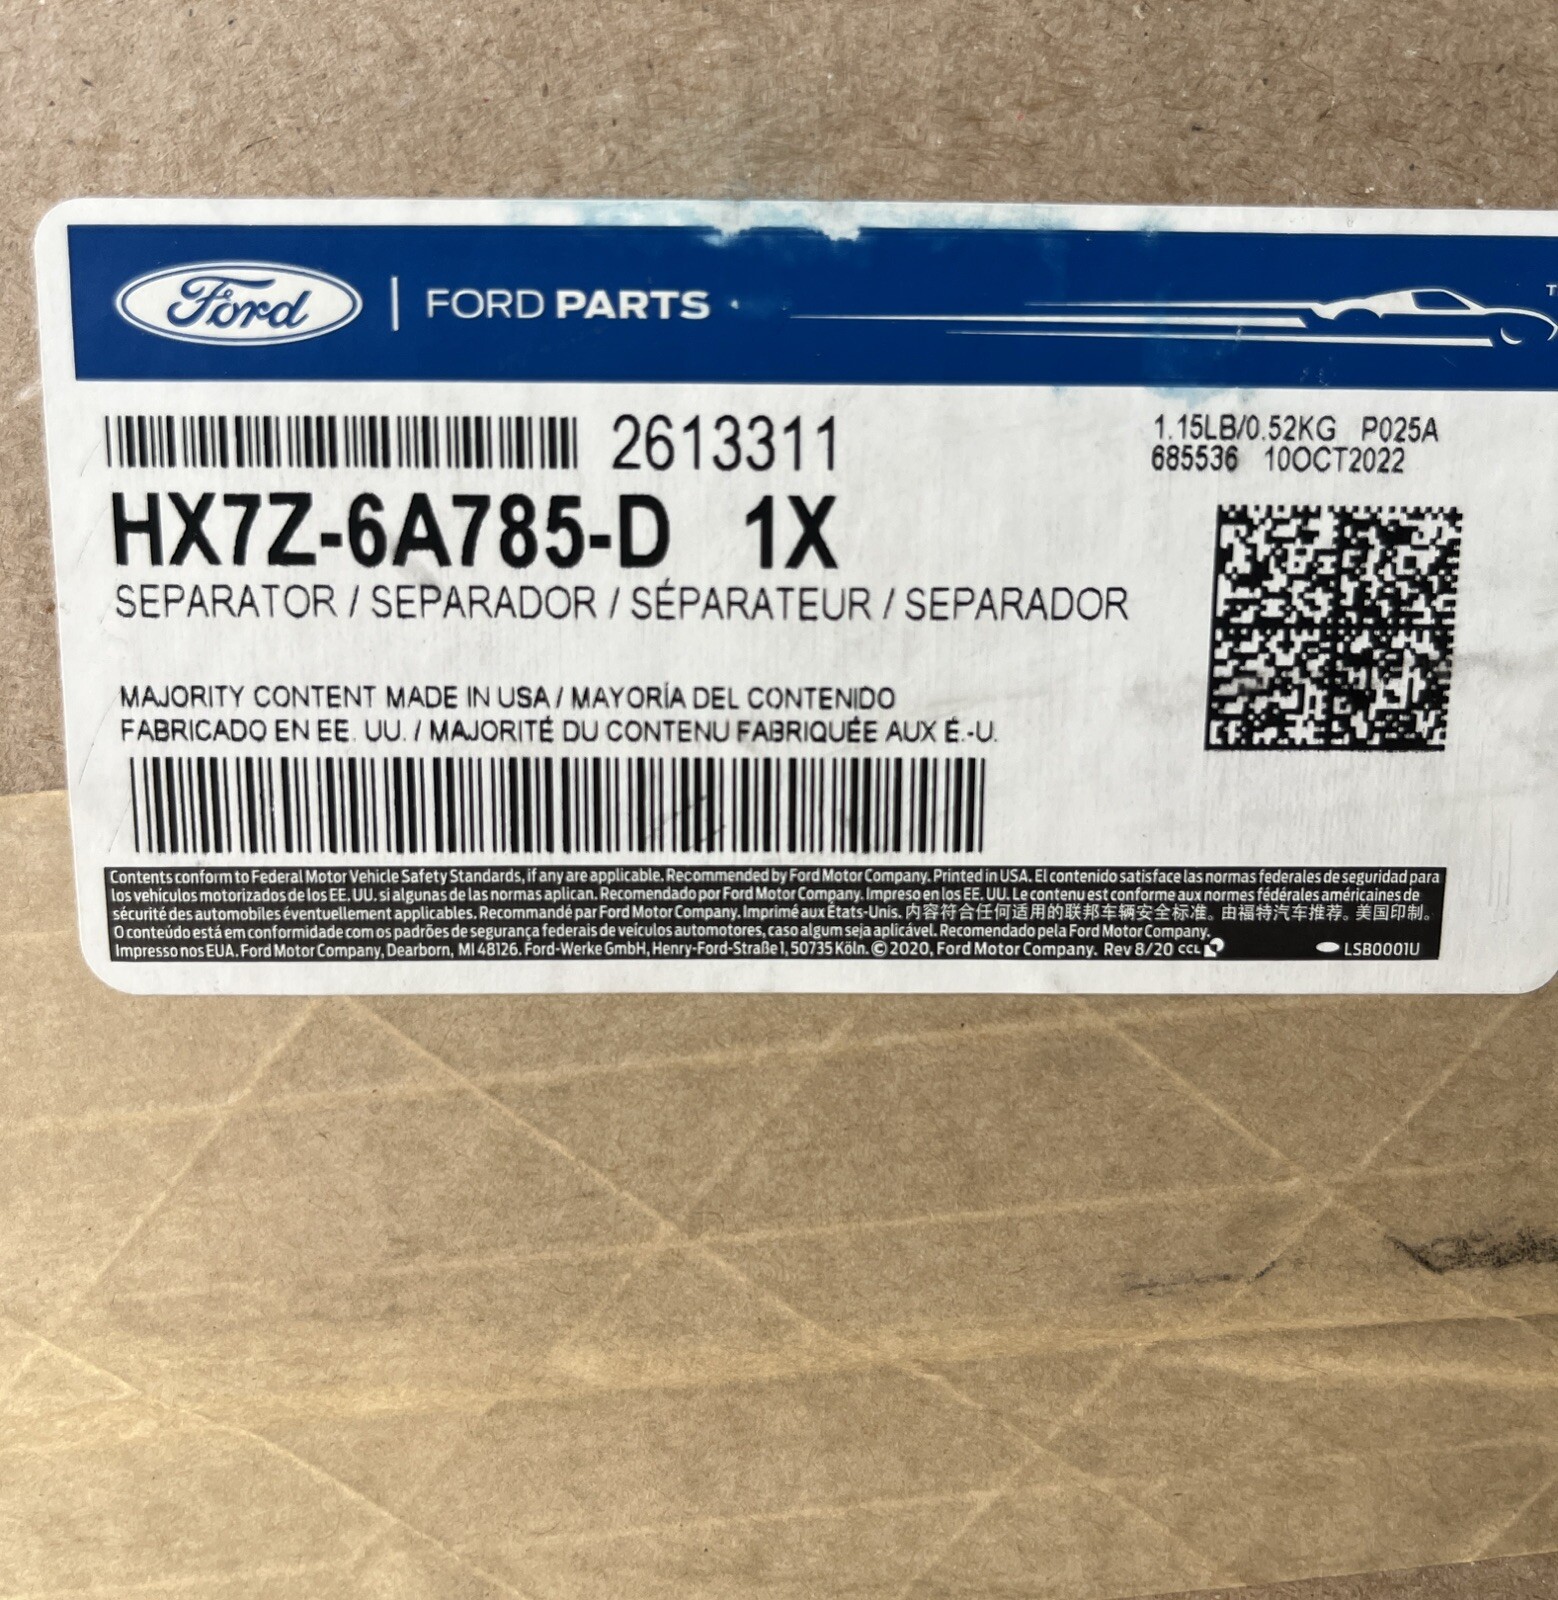 Ford | FORD PARTS
2613311
1.15LB/0.52KG P025A
685536 10OCT2022
HX7Z-6A785-D 1X
SEPARATOR / SEPARADOR / SÉPARATEUR / SEPARADOR
MAJORITY CONTENT MADE IN USA / MAYORÍA DEL CONTENIDO
FABRICADO EN EE. UU. / MAJORITÉ DU CONTENU FABRIQUÉE AUX É.-U.
Contents conform to Federal Motor Vehicle Safety Standards, if any are applicable. Recommended by Ford Motor Company. Printed in USA. El contenido satisface las normas federales de seguridad para
los vehículos motorizados de los EE. UU. si algunas de las normas aplican. Recomendado por Ford Motor Company. Impreso en los EE. UU. Le contenu est conforme aux normes fédérales américaines de
sécurité des automobiles éventuellement applicables. Recommandé par Ford Motor Company. Imprimé aux États-Unis. 内容符合任何适用的联邦车辆安全标准。由福特汽车推荐。美国印制。
O conteúdo está em conformidade com os padrões de segurança federais de veículos automotores, caso algum seja aplicável. Recomendado pela Ford Motor Company.
Impresso nos EUA. Ford Motor Company, Dearborn, MI 48126. Ford-Werke GmbH, Henry-Ford-Straße 1, 50735 Köln. © 2020, Ford Motor Company. Rev 8/20 CCL LSB0001U